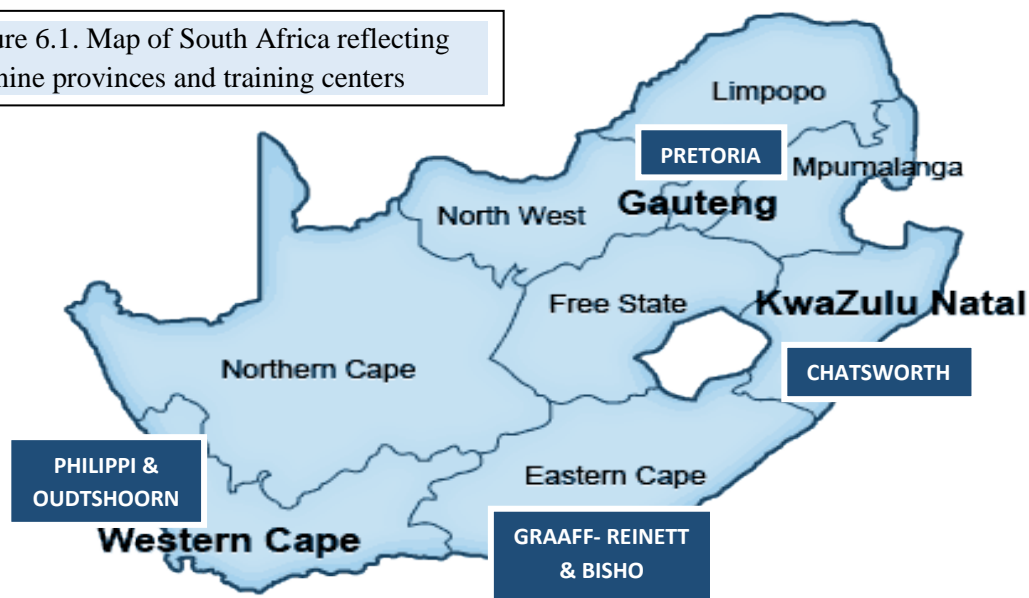 ure 6.1. Map of South Africa reflecting
nine provinces and training centers
Limpopo
PRETORIA
Mpumalanga
Gauteng
North West
Free State
KwaZulu Natal
Northern Cape
CHATSWORTH
PHILIPPI &
OUDTSHOORN
Eastern Cape
Western Cape
GRAAFF- REINETT
& BISHO